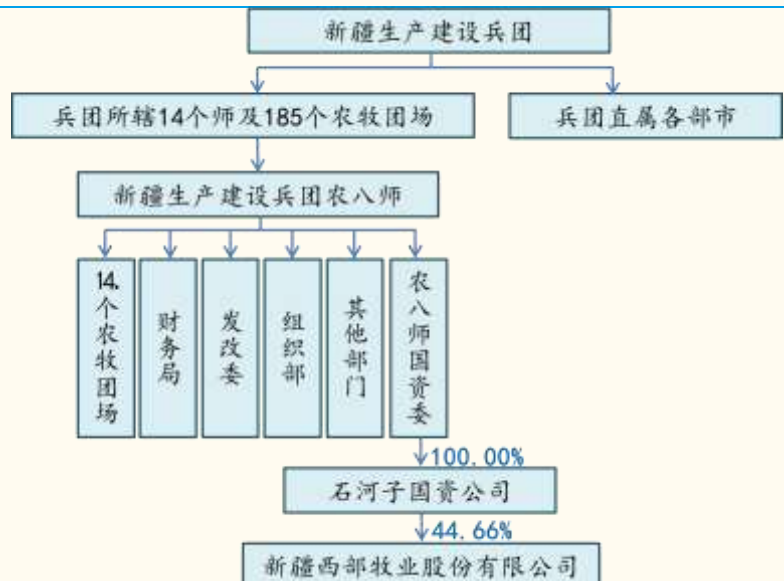 新疆生产建设兵团
兵团所辖14个师及185个农牧团场
兵团直属各部市
新疆生产建设兵团农八师
14.个农牧团场
财务局
发改委
组织部
其他部门
农八师国资委
100.00%
石河子国资公司
44.66%
新疆西部牧业股份有限公司